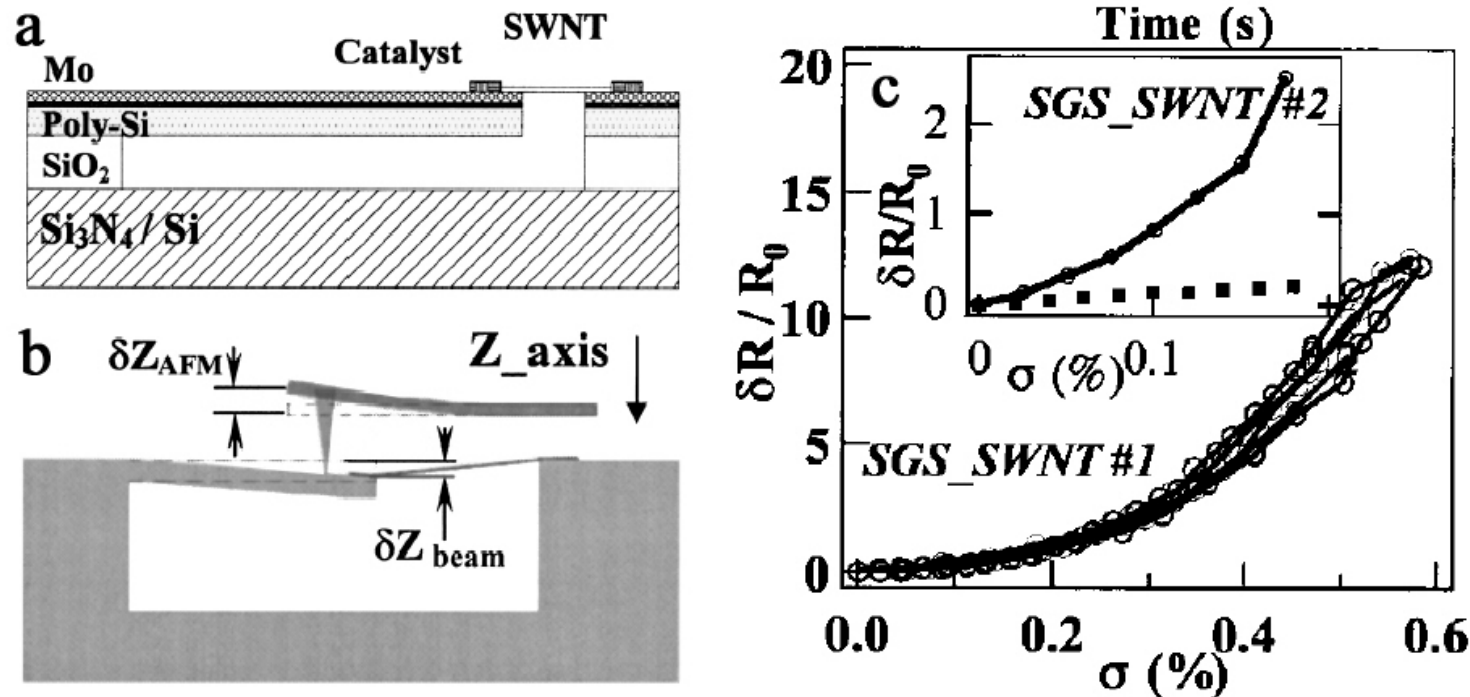 a
SWNT
Catalyst
Mo
Poly-Si
SiO2
Si3N4 / Si
b
δZAFM
Z_axis
δZ beam
Time (s)
c
20
15
10
5
0
δR / R0
SGS_SWNT #2
2
1
0
δR/R0
0
σ (%)
0.1
SGS_SWNT #1
0.0
0.2
0.4
0.6
σ (%)